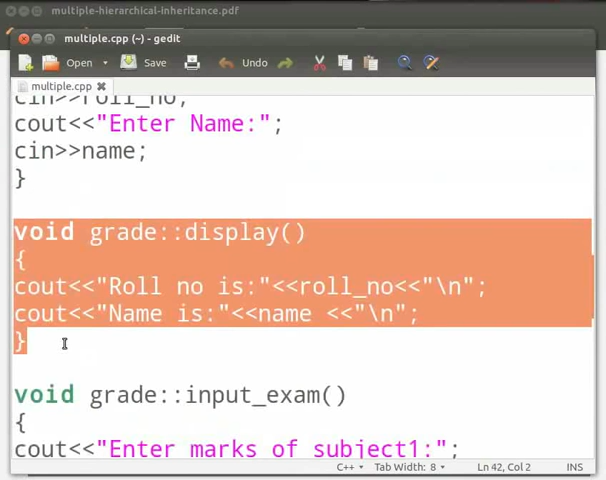 multiple-hierarchical-inheritance.pdf
multiple.cpp (~) - gedit
Open Save Undo
multiple.cpp
cin>>roll_no;
cout<<"Enter Name:";
cin>>name;
}
void grade::display()
{
cout<<"Roll no is:"<<roll_no<<"\n";
cout<<"Name is:"<<name <<"\n";
}
void grade::input_exam()
{
cout<<"Enter marks of subject1:";
C++ Tab Width: 8 Ln 42, Col 2 INS